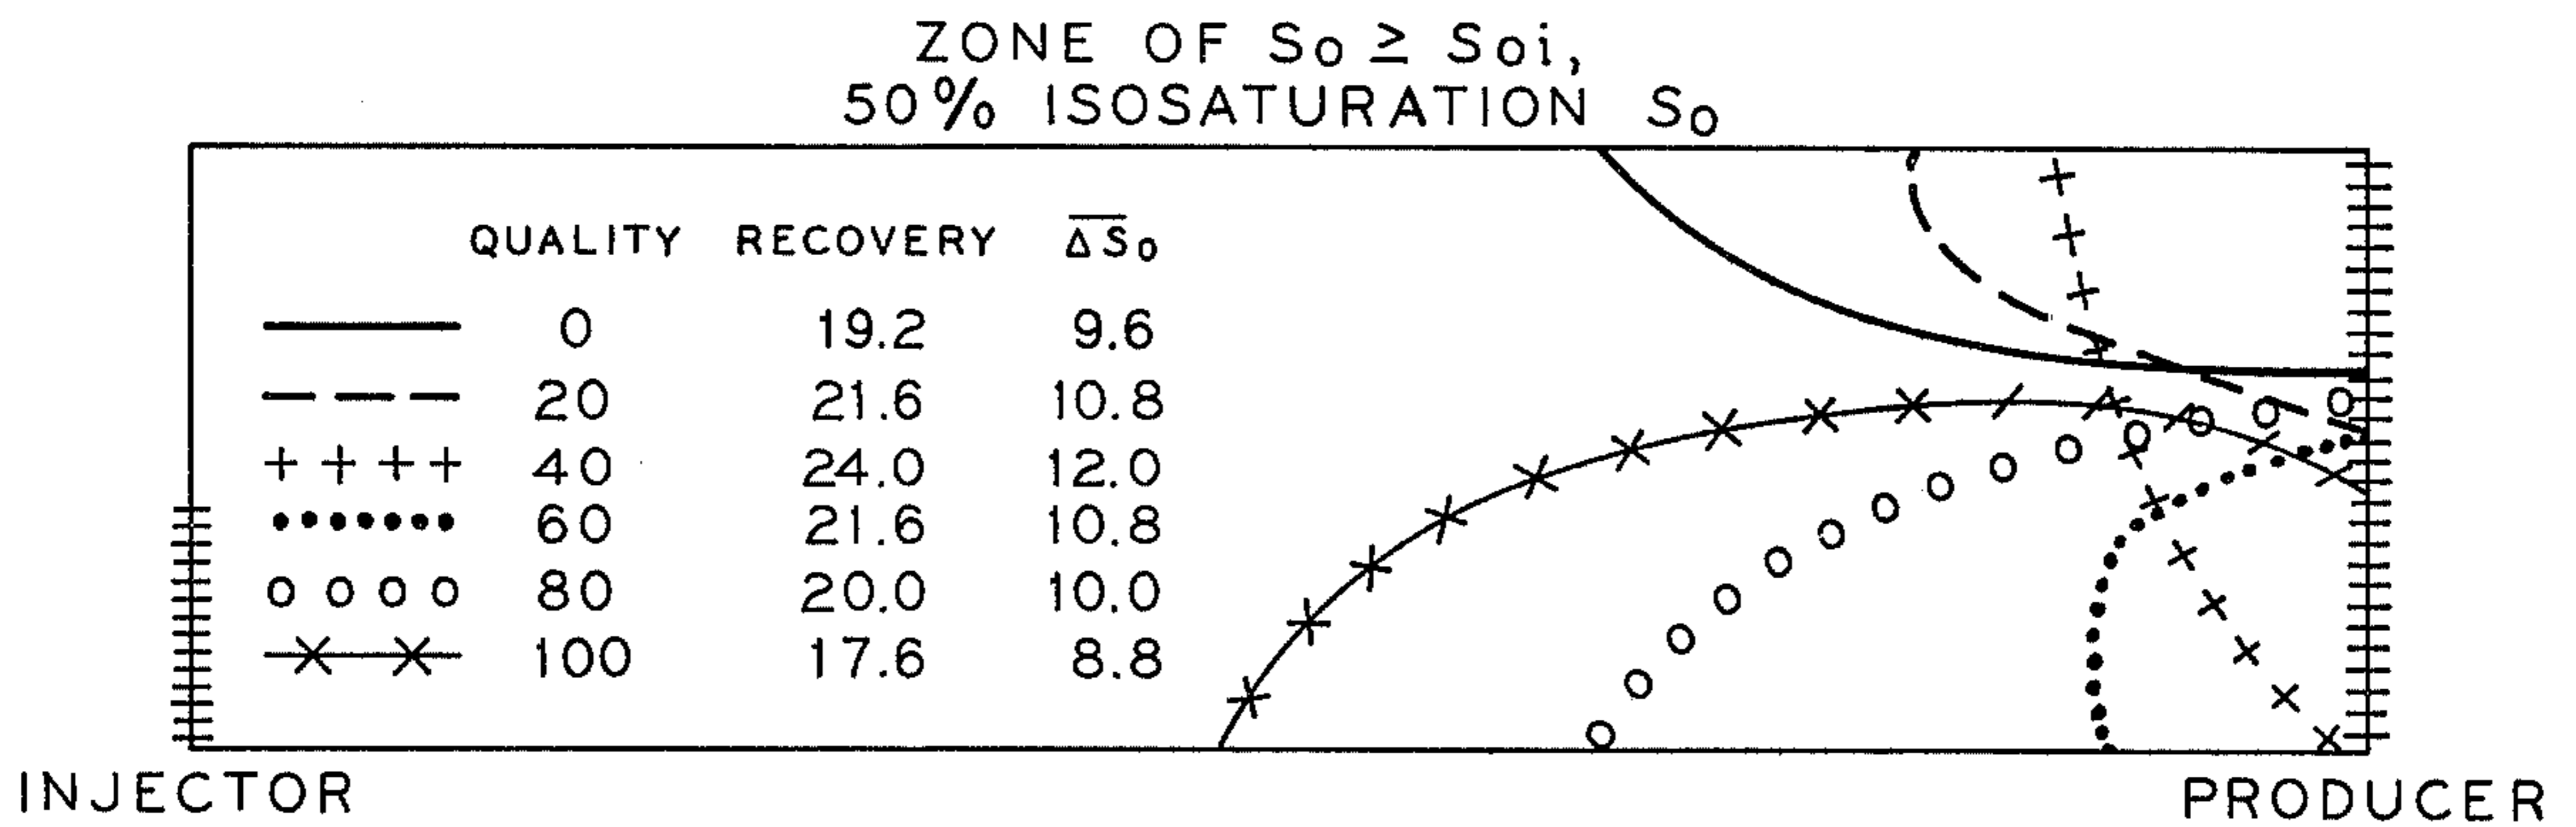 ZONE OF So ≥ Soi,
50% ISOSATURATION So
QUALITY RECOVERY Δ S̅o
0 19.2 9.6
20 21.6 10.8
40 24.0 12.0
60 21.6 10.8
80 20.0 10.0
100 17.6 8.8
INJECTOR PRODUCER